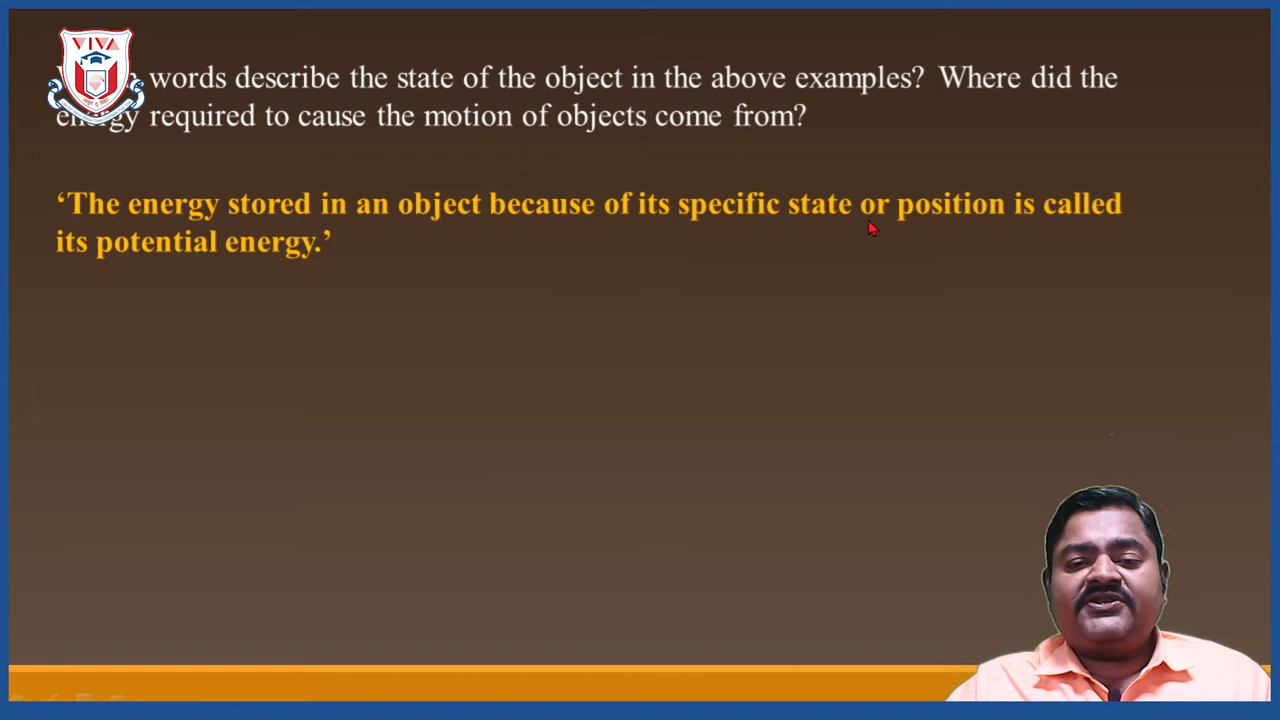 VIVA
words describe the state of the object in the above examples? Where did the
energy required to cause the motion of objects come from?
‘The energy stored in an object because of its specific state or position is called
its potential energy.’